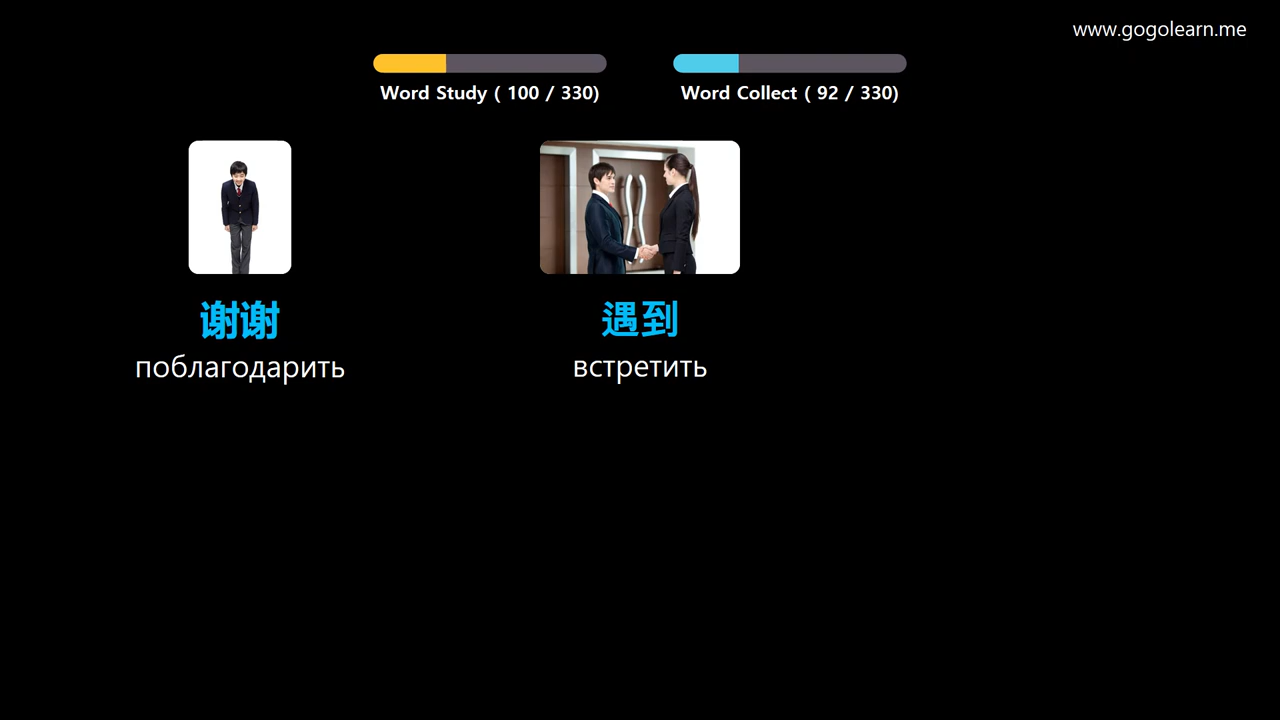 www.gogolearn.me
Word Study ( 100 / 330)
Word Collect ( 92 / 330)
谢谢
遇到
поблагодарить
встретить